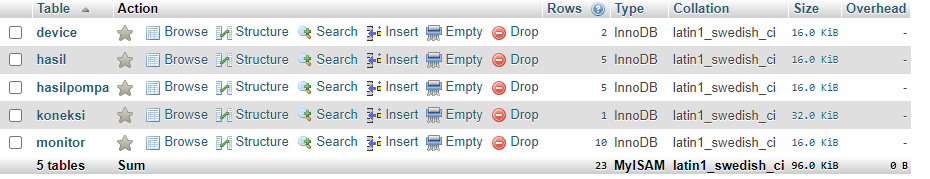 Table Action Rows Type Collation Size Overhead
device Browse Structure Search Insert Empty Drop 2 InnoDB latin1_swedish_ci 16.0 KiB -
hasil Browse Structure Search Insert Empty Drop 5 InnoDB latin1_swedish_ci 16.0 KiB -
hasilpompa Browse Structure Search Insert Empty Drop 5 InnoDB latin1_swedish_ci 16.0 KiB -
koneksi Browse Structure Search Insert Empty Drop 1 InnoDB latin1_swedish_ci 32.0 KiB -
monitor Browse Structure Search Insert Empty Drop 10 InnoDB latin1_swedish_ci 16.0 KiB -
5 tables Sum 23 MyISAM latin1_swedish_ci 96.0 KiB 0 B